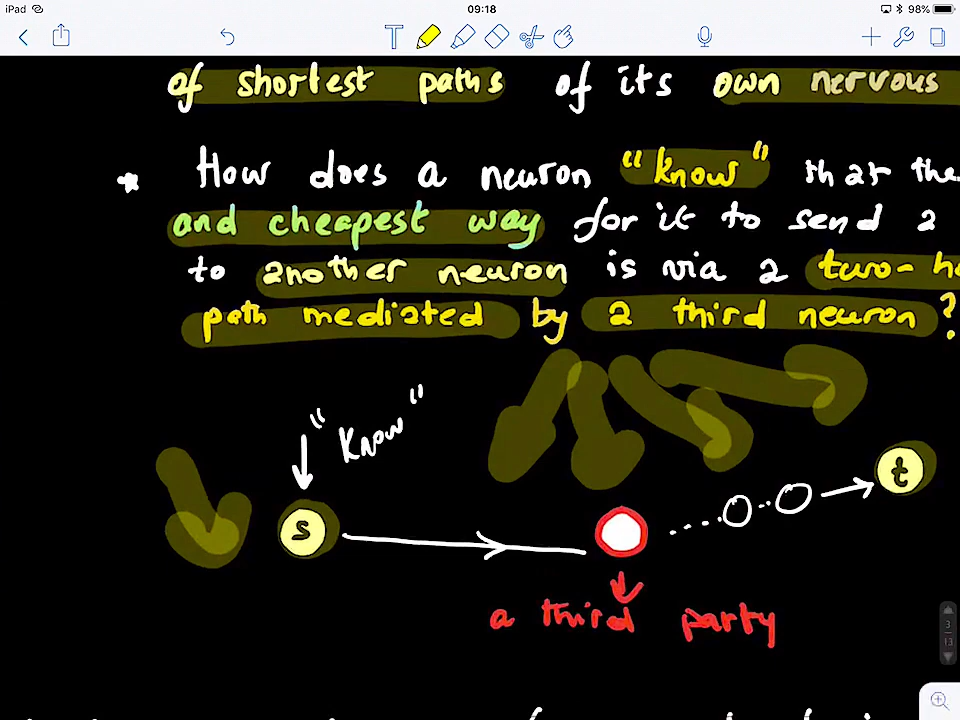 iPad 09:18 98%
T
of shortest paths of its own nervous
* How does a neuron "know" that the
and cheapest way for it to send a
to another neuron is via a two-h
path mediated by a third neuron?
"Know"
t
s
a third party
3
13